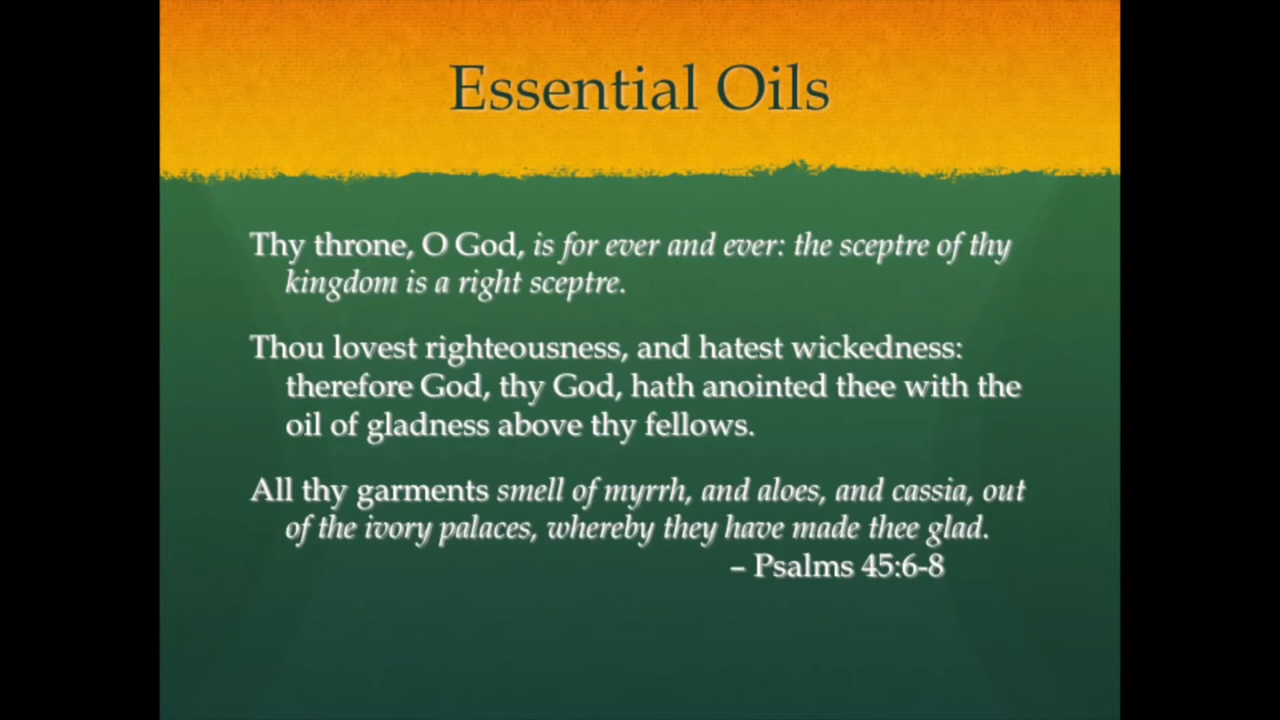 Essential Oils
Thy throne, O God, is for ever and ever: the sceptre of thy
kingdom is a right sceptre.
Thou lovest righteousness, and hatest wickedness:
therefore God, thy God, hath anointed thee with the
oil of gladness above thy fellows.
All thy garments smell of myrrh, and aloes, and cassia, out
of the ivory palaces, whereby they have made thee glad.
– Psalms 45:6-8